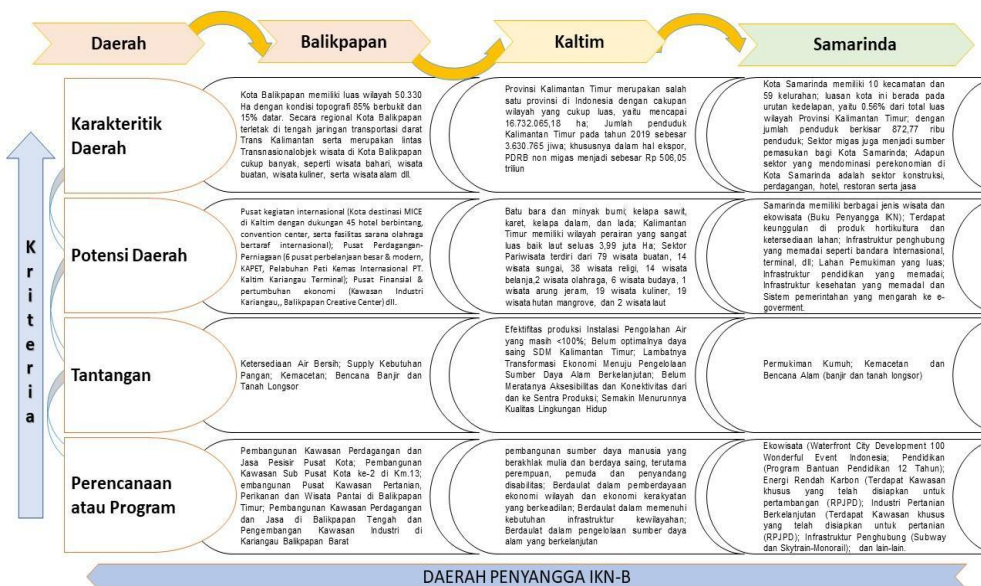 Daerah
Balikpapan
Kaltim
Samarinda
Kriteria
Karakteritik
Daerah
Kota Balikpapan memiliki luas wilayah 50.330
Ha dengan kondisi topografi 85% berbukit dan
15% datar. Secara regional Kota Balikpapan
terletak di tengah jaringan transportasi darat
Trans Kalimantan serta merupakan lintas
Transnasionalobjek wisata di Kota Balikpapan
cukup banyak, seperti wisata bahari, wisata
buatan, wisata kuliner, serta wisata alam dll.
Provinsi Kalimantan Timur merupakan salah
satu provinsi di Indonesia dengan cakupan
wilayah yang cukup luas, yaitu mencapai
16.732.065,18 ha; Jumlah penduduk
Kalimantan Timur pada tahun 2019 sebesar
3.630.765 jiwa; khususnya dalam hal ekspor,
PDRB non migas menjadi sebesar Rp 506,05
triliun
Kota Samarinda memiliki 10 kecamatan dan
59 kelurahan; luasan kota ini berada pada
urutan kedelapan, yaitu 0.56% dari total luas
wilayah Provinsi Kalimantan Timur; dengan
jumlah penduduk berkisar 872,77 ribu
penduduk; Sektor migas juga menjadi sumber
pemasukan bagi Kota Samarinda; Adapun
sektor yang mendominasi perekonomian di
Kota Samarinda adalah sektor konstruksi,
perdagangan, hotel, restoran serta jasa
Potensi Daerah
Pusat kegiatan internasional (Kota destinasi MICE
di Kaltim dengan dukungan 45 hotel berbintang,
convention center, serta fasilitas sarana olahraga
bertaraf internasional); Pusat Perdagangan-
Perniagaan (6 pusat perbelanjaan besar & modern,
KAPET, Pelabuhan Peti Kemas Internasional PT.
Kaltim Kariangau Terminal); Pusat Finansial &
pertumbuhan ekonomi (Kawasan Industri
Kariangau,, Balikpapan Creative Center) dll.
Batu bara dan minyak bumi; kelapa sawit,
karet, kelapa dalam, dan lada; Kalimantan
Timur memiliki wilayah perairan yang sangat
luas baik laut seluas 3,99 juta Ha; Sektor
Pariwisata terdiri dari 79 wisata buatan, 14
wisata sungai, 38 wisata religi, 14 wisata
belanja,2 wisata olahraga, 6 wisata budaya, 1
wisata arung jeram, 19 wisata kuliner, 19
wisata hutan mangrove, dan 2 wisata laut
Samarinda memiliki berbagai jenis wisata dan
ekowisata (Buku Penyangga IKN); Terdapat
keunggulan di produk hortikultura dan
ketersediaan lahan; Infrastruktur penghubung
yang memadai seperti bandara Internasional,
terminal, dll; Lahan Pemukiman yang luas;
Infrastruktur pendidikan yang memadai;
Infrastruktur kesehatan yang memadai dan
Sistem pemerintahan yang mengarah ke e-
goverment.
Tantangan
Ketersediaan Air Bersih; Supply Kebutuhan
Pangan; Kemacetan; Bencana Banjir dan
Tanah Longsor
Efektifitas produksi Instalasi Pengolahan Air
yang masih <100%; Belum optimalnya daya
saing SDM Kalimantan Timur; Lambatnya
Transformasi Ekonomi Menuju Pengelolaan
Sumber Daya Alam Berkelanjutan; Belum
Meratanya Aksesibilitas dan Konektivitas dari
dan ke Sentra Produksi; Semakin Menurunnya
Kualitas Lingkungan Hidup
Permukiman Kumuh; Kemacetan dan
Bencana Alam (banjir dan tanah longsor)
Perencanaan
atau Program
Pembangunan Kawasan Perdagangan dan
Jasa Pesisir Pusat Kota; Pembangunan
Kawasan Sub Pusat Kota ke-2 di Km.13;
embangunan Pusat Kawasan Pertanian,
Perikanan dan Wisata Pantai di Balikpapan
Timur; Pembangunan Kawasan Perdagangan
dan Jasa di Balikpapan Tengah dan
Pengembangan Kawasan Industri di
Kariangau Balikpapan Barat
pembangunan sumber daya manusia yang
berakhlak mulia dan berdaya saing, terutama
perempuan, pemuda dan penyandang
disabilitas; Berdaulat dalam pemberdayaan
ekonomi wilayah dan ekonomi kerakyatan
yang berkeadilan; Berdaulat dalam memenuhi
kebutuhan infrastruktur kewilayahan;
Berdaulat dalam pengelolaan sumber daya
alam yang berkelanjutan
Ekowisata (Waterfront City Development 100
Wonderful Event Indonesia; Pendidikan
(Program Bantuan Pendidikan 12 Tahun);
Energi Rendah Karbon (Terdapat Kawasan
khusus yang telah disiapkan untuk
pertambangan (RPJPD); Industri Pertanian
Berkelanjutan (Terdapat Kawasan khusus
yang telah disiapkan untuk pertanian
(RPJPD); Infrastruktur Penghubung (Subway
dan Skytrain-Monorail); dan lain-lain.
DAERAH PENYANGGA IKN-B